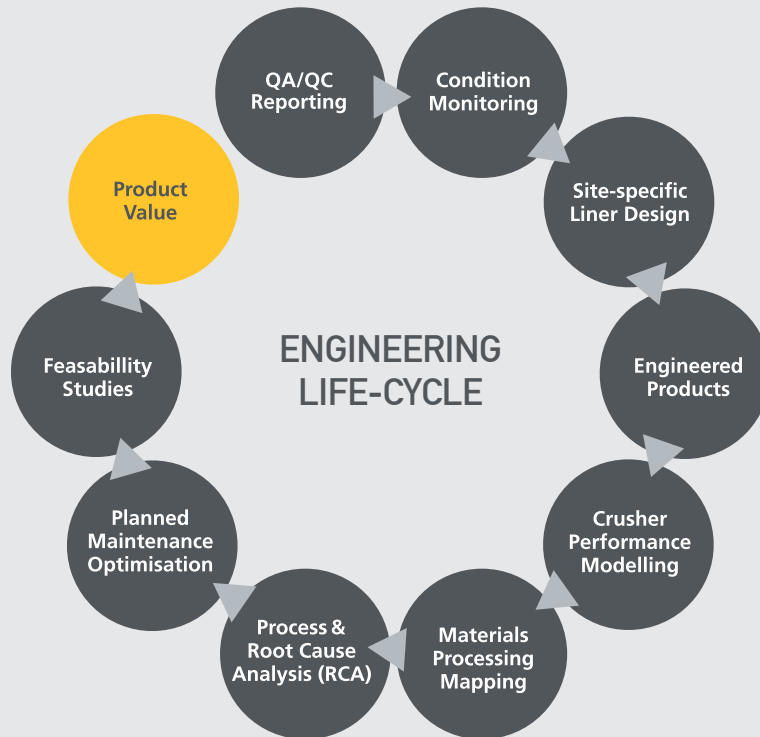 ENGINEERING
LIFE-CYCLE
QA/QC
Reporting
Condition
Monitoring
Site-specific
Liner Design
Engineered
Products
Crusher
Performance
Modelling
Materials
Processing
Mapping
Process &
Root Cause
Analysis (RCA)
Planned
Maintenance
Optimisation
Feasabillity
Studies
Product
Value